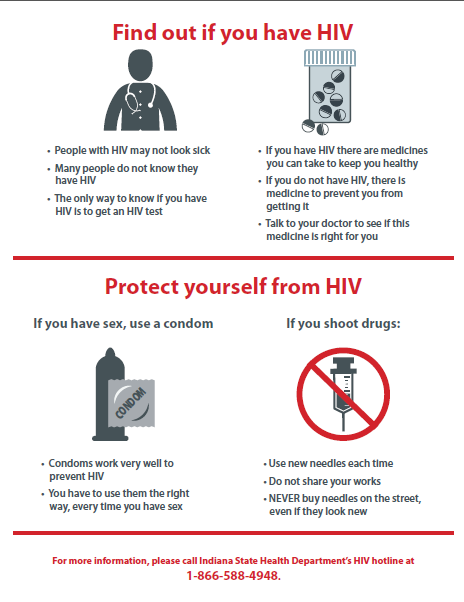 Find out if you have HIV
• People with HIV may not look sick
• Many people do not know they
have HIV
• The only way to know if you have
HIV is to get an HIV test
• If you have HIV there are medicines
you can take to keep you healthy
• If you do not have HIV, there is
medicine to prevent you from
getting it
• Talk to your doctor to see if this
medicine is right for you
Protect yourself from HIV
If you have sex, use a condom
CONDOM
• Condoms work very well to
prevent HIV
• You have to use them the right
way, every time you have sex
If you shoot drugs:
• Use new needles each time
• Do not share your works
• NEVER buy needles on the street,
even if they look new
For more information, please call Indiana State Health Department's HIV hotline at
1-866-588-4948.